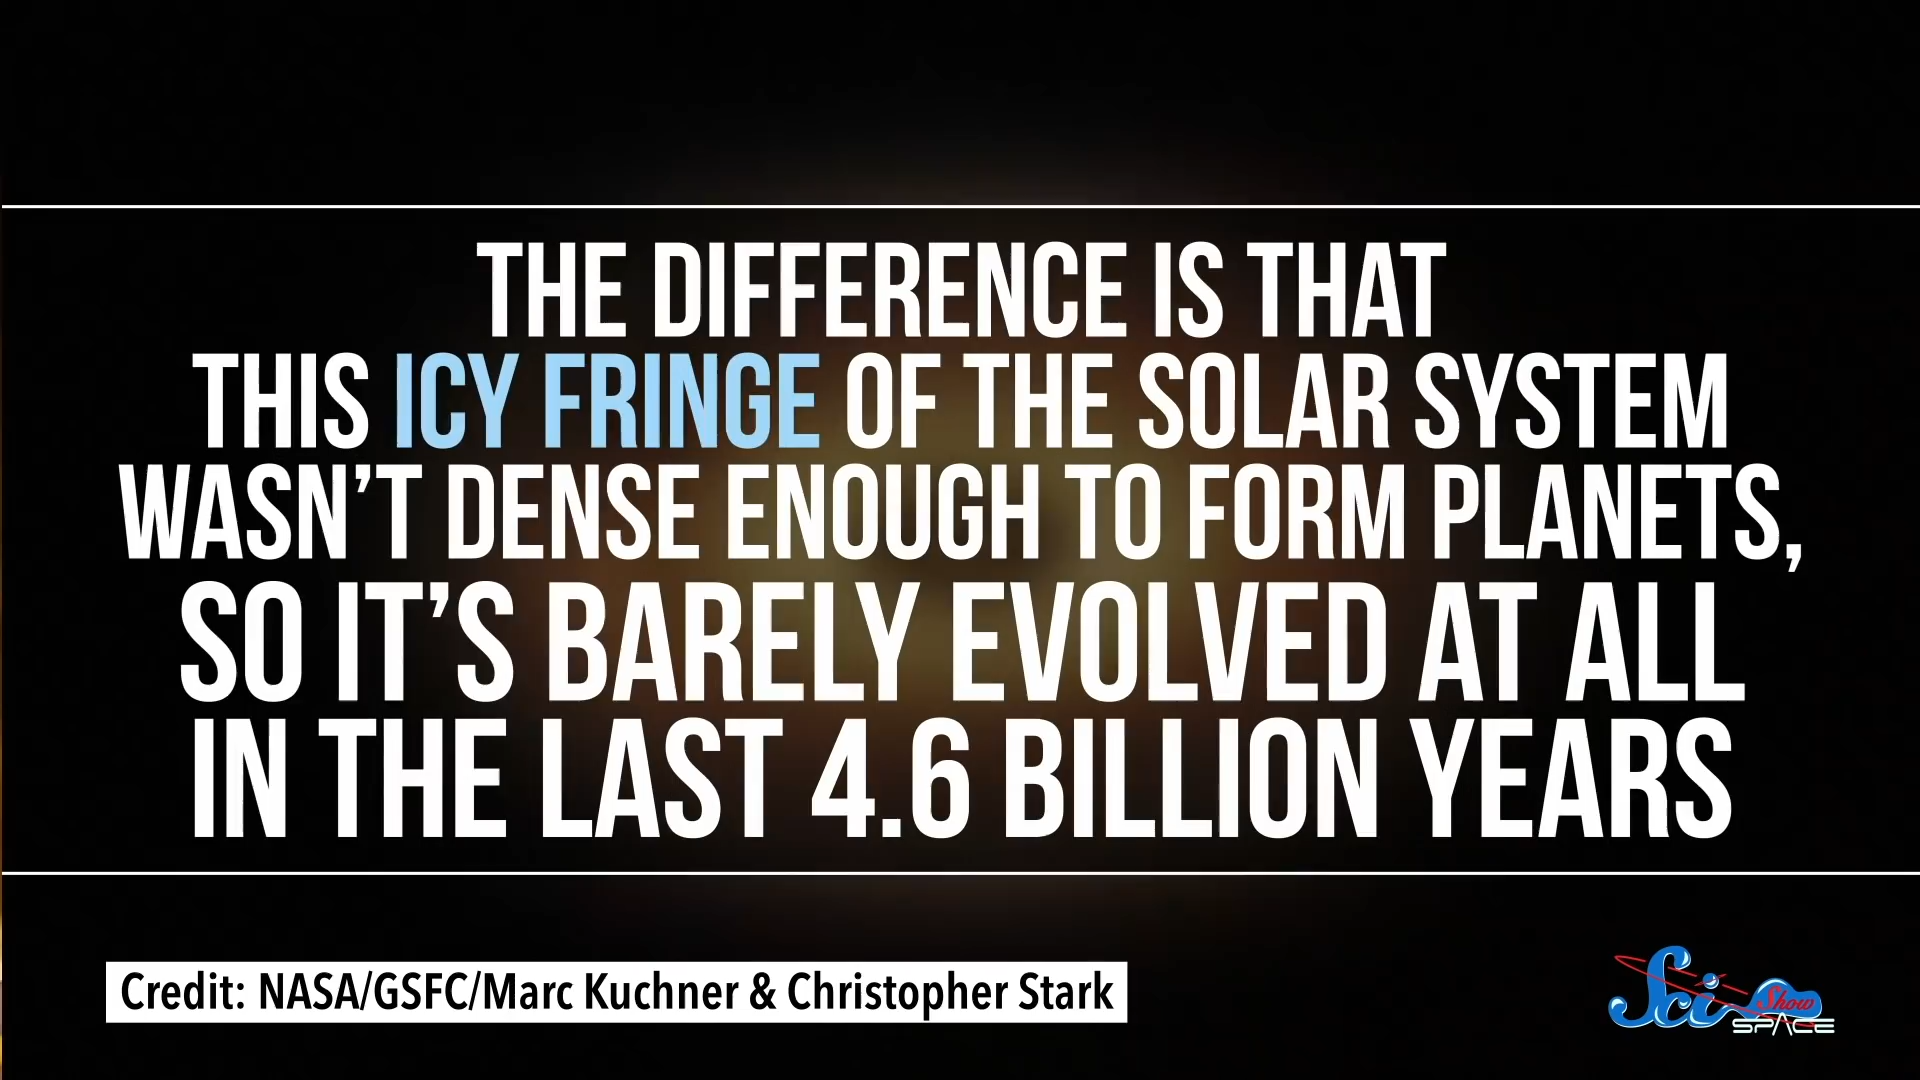 THE DIFFERENCE IS THAT
THIS ICY FRINGE OF THE SOLAR SYSTEM
WASN'T DENSE ENOUGH TO FORM PLANETS,
SO IT'S BARELY EVOLVED AT ALL
IN THE LAST 4.6 BILLION YEARS
Credit: NASA/GSFC/Marc Kuchner & Christopher Stark
Sci Show
SPACE